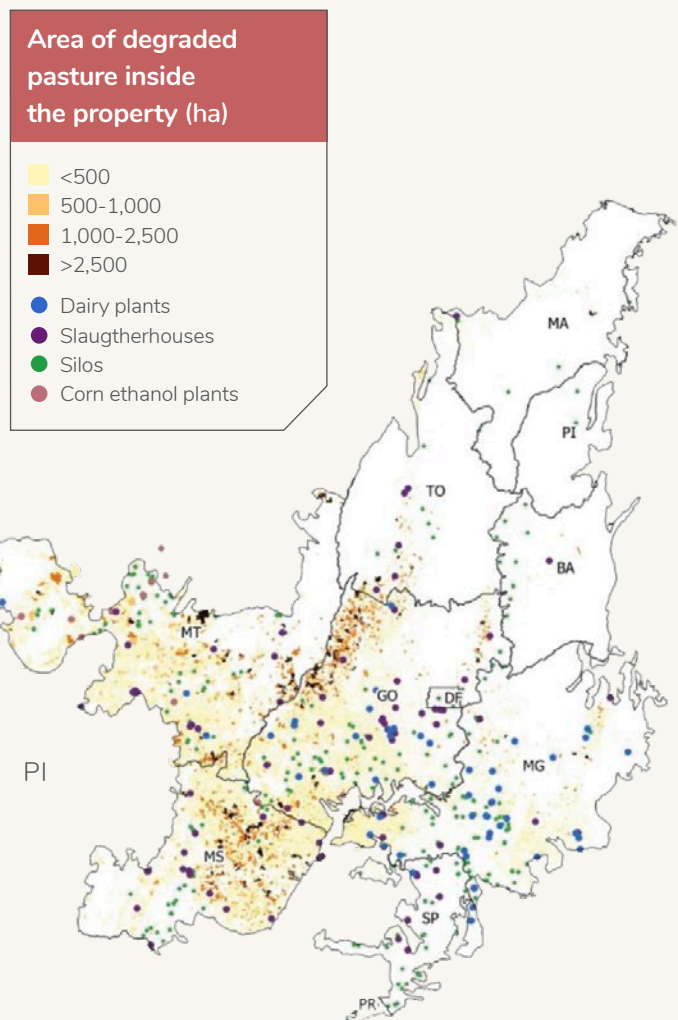 Area of degraded
pasture inside
the property (ha)
<500
500-1,000
1,000-2,500
>2,500
Dairy plants
Slaugtherhouses
Silos
Corn ethanol plants
MA
PI
TO
BA
MT
GO
DF
PI
MG
MS
SP
PR